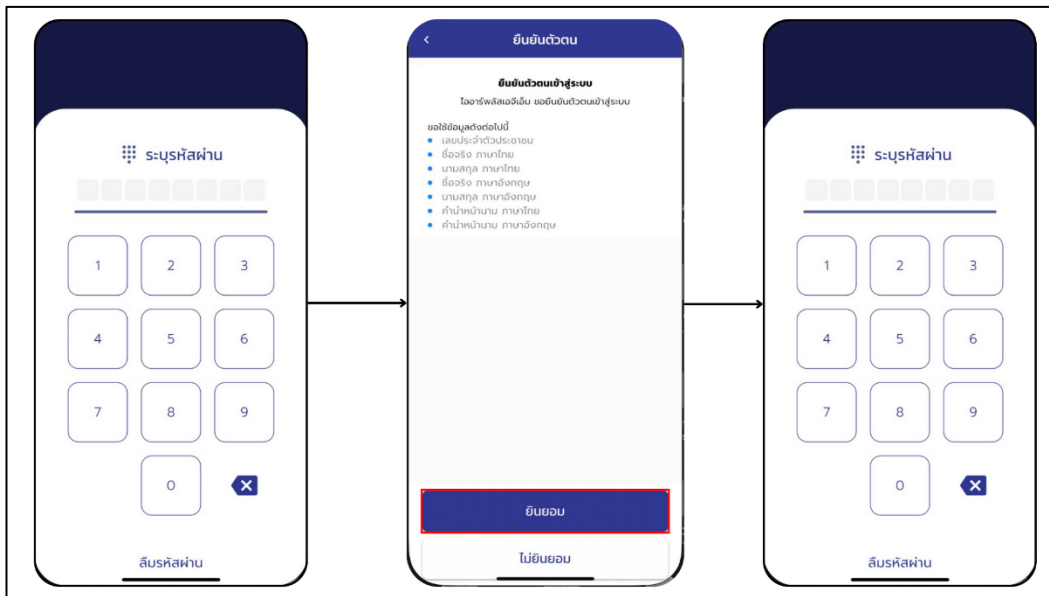 ระบุรหัสผ่าน
1 2 3
4 5 6
7 8 9
0
ลืมรหัสผ่าน
ยืนยันตัวตน
ยืนยันตัวตนเข้าสู่ระบบ
ไออาร์พลัสเอจีเอ็ม ขอยืนยันตัวตนเข้าสู่ระบบ
ขอใช้ข้อมูลดังต่อไปนี้
เลขประจำตัวประชาชน
ชื่อจริง ภาษาไทย
นามสกุล ภาษาไทย
ชื่อจริง ภาษาอังกฤษ
นามสกุล ภาษาอังกฤษ
คำนำหน้านาม ภาษาไทย
คำนำหน้านาม ภาษาอังกฤษ
ยินยอม
ไม่ยินยอม
ระบุรหัสผ่าน
1 2 3
4 5 6
7 8 9
0
ลืมรหัสผ่าน